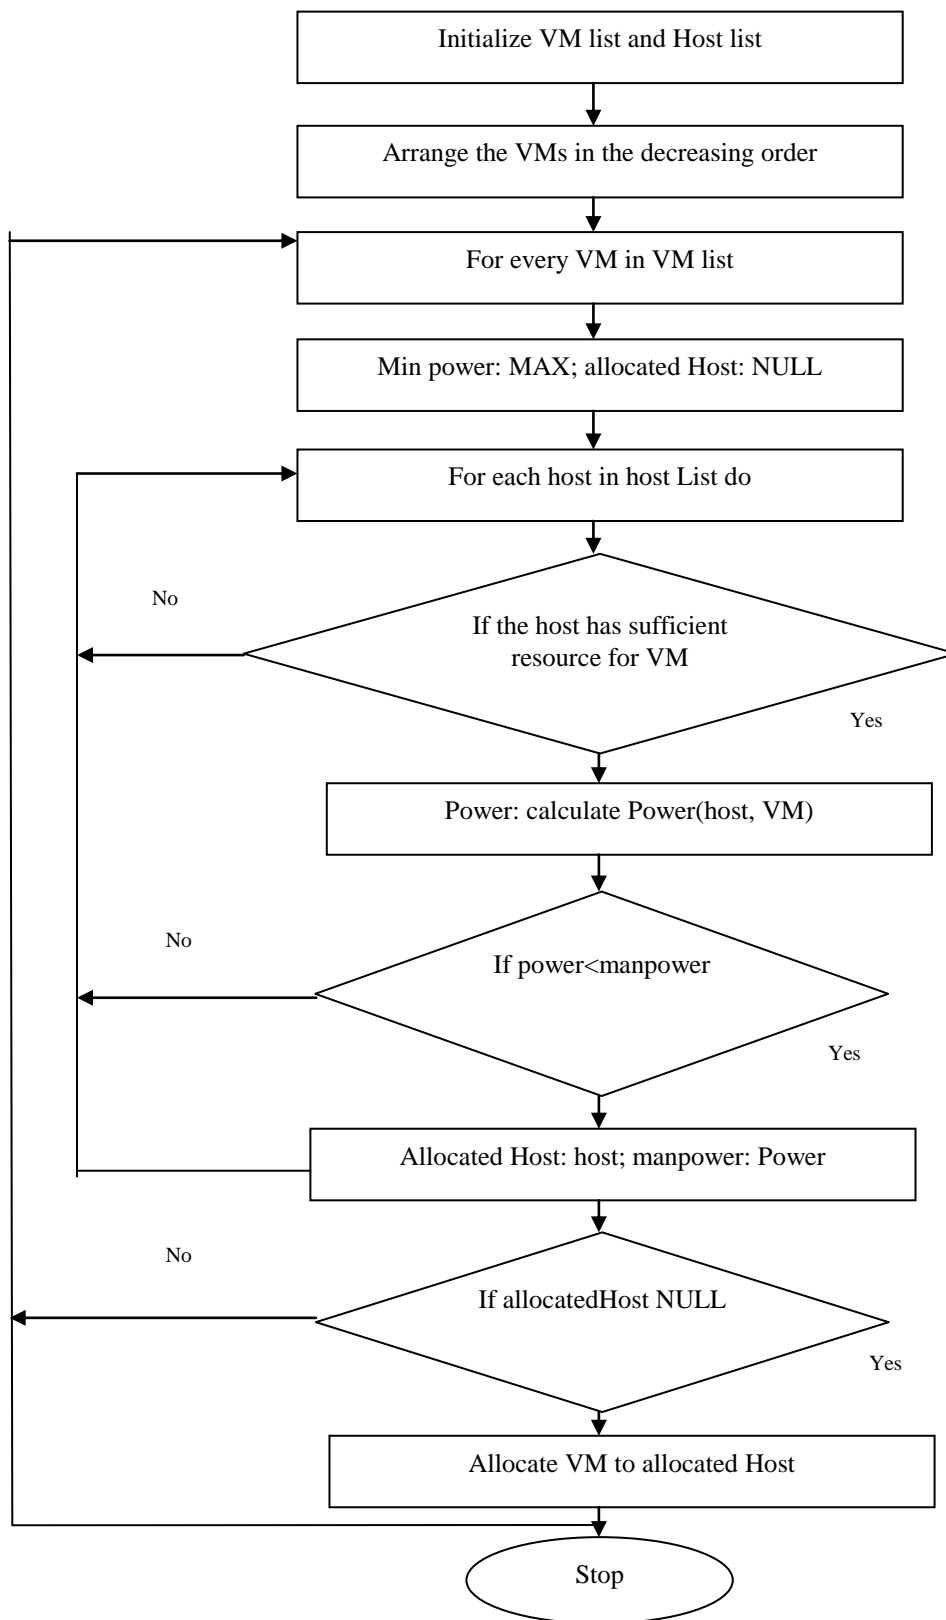 Initialize VM list and Host list
Arrange the VMs in the decreasing order
For every VM in VM list
Min power: MAX; allocated Host: NULL
For each host in host List do
No
If the host has sufficient
resource for VM
Yes
Power: calculate Power(host, VM)
No
If power<manpower
Yes
Allocated Host: host; manpower: Power
No
If allocatedHost NULL
Yes
Allocate VM to allocated Host
Stop